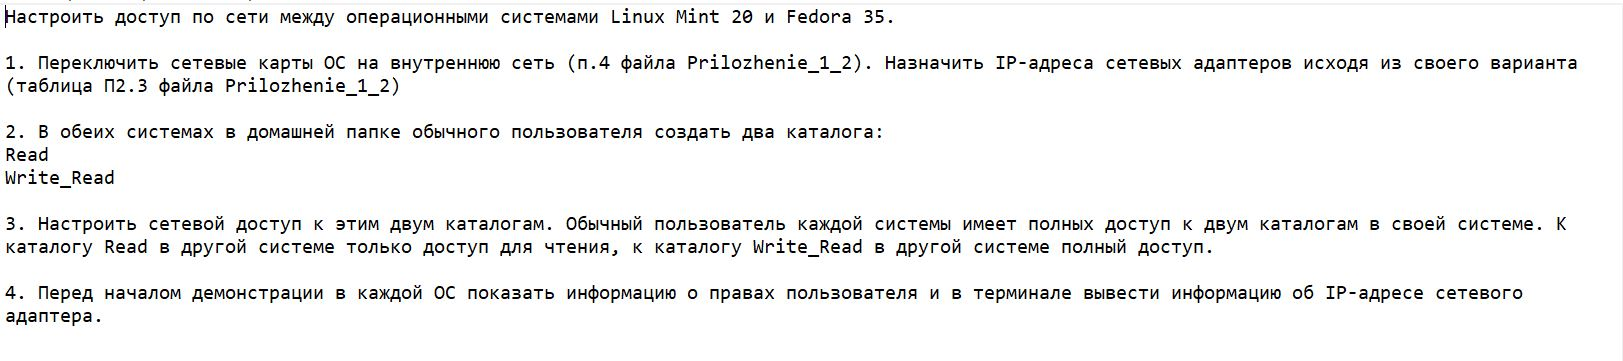 Настроить доступ по сети между операционными системами Linux Mint 20 и Fedora 35.
1. Переключить сетевые карты ОС на внутреннюю сеть (п.4 файла Prilozhenie_1_2). Назначить IP-адреса сетевых адаптеров исходя из своего варианта
(таблица П2.3 файла Prilozhenie_1_2)
2. В обеих системах в домашней папке обычного пользователя создать два каталога:
Read
Write_Read
3. Настроить сетевой доступ к этим двум каталогам. Обычный пользователь каждой системы имеет полных доступ к двум каталогам в своей системе. К
каталогу Read в другой системе только доступ для чтения, к каталогу Write_Read в другой системе полный доступ.
4. Перед началом демонстрации в каждой ОС показать информацию о правах пользователя и в терминале вывести информацию об IP-адресе сетевого
адаптера.